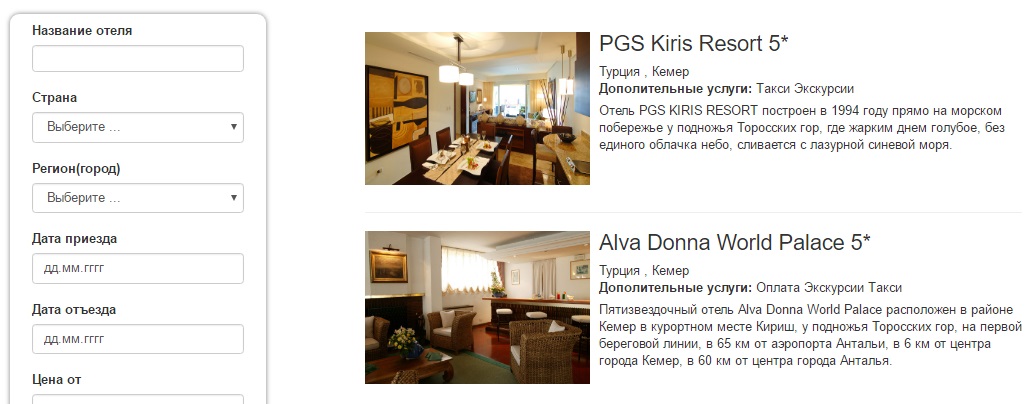 Название отеля
Страна
Выберите ...
Регион(город)
Выберите ...
Дата приезда
дд.мм.гггг
Дата отъезда
дд.мм.гггг
Цена от
PGS Kiris Resort 5*
Турция , Кемер
Дополительные услуги: Такси Экскурсии
Отель PGS KIRIS RESORT построен в 1994 году прямо на морском
побережье у подножья Торосских гор, где жарким днем голубое, без
единого облачка небо, сливается с лазурной синевой моря.
Alva Donna World Palace 5*
Турция , Кемер
Дополительные услуги: Оплата Экскурсии Такси
Пятизвездочный отель Alva Donna World Palace расположен в районе
Кемер в курортном месте Кириш, у подножья Торосских гор, на первой
береговой линии, в 65 км от аэропорта Антальи, в 6 км от центра
города Кемер, в 60 км от центра города Анталья.